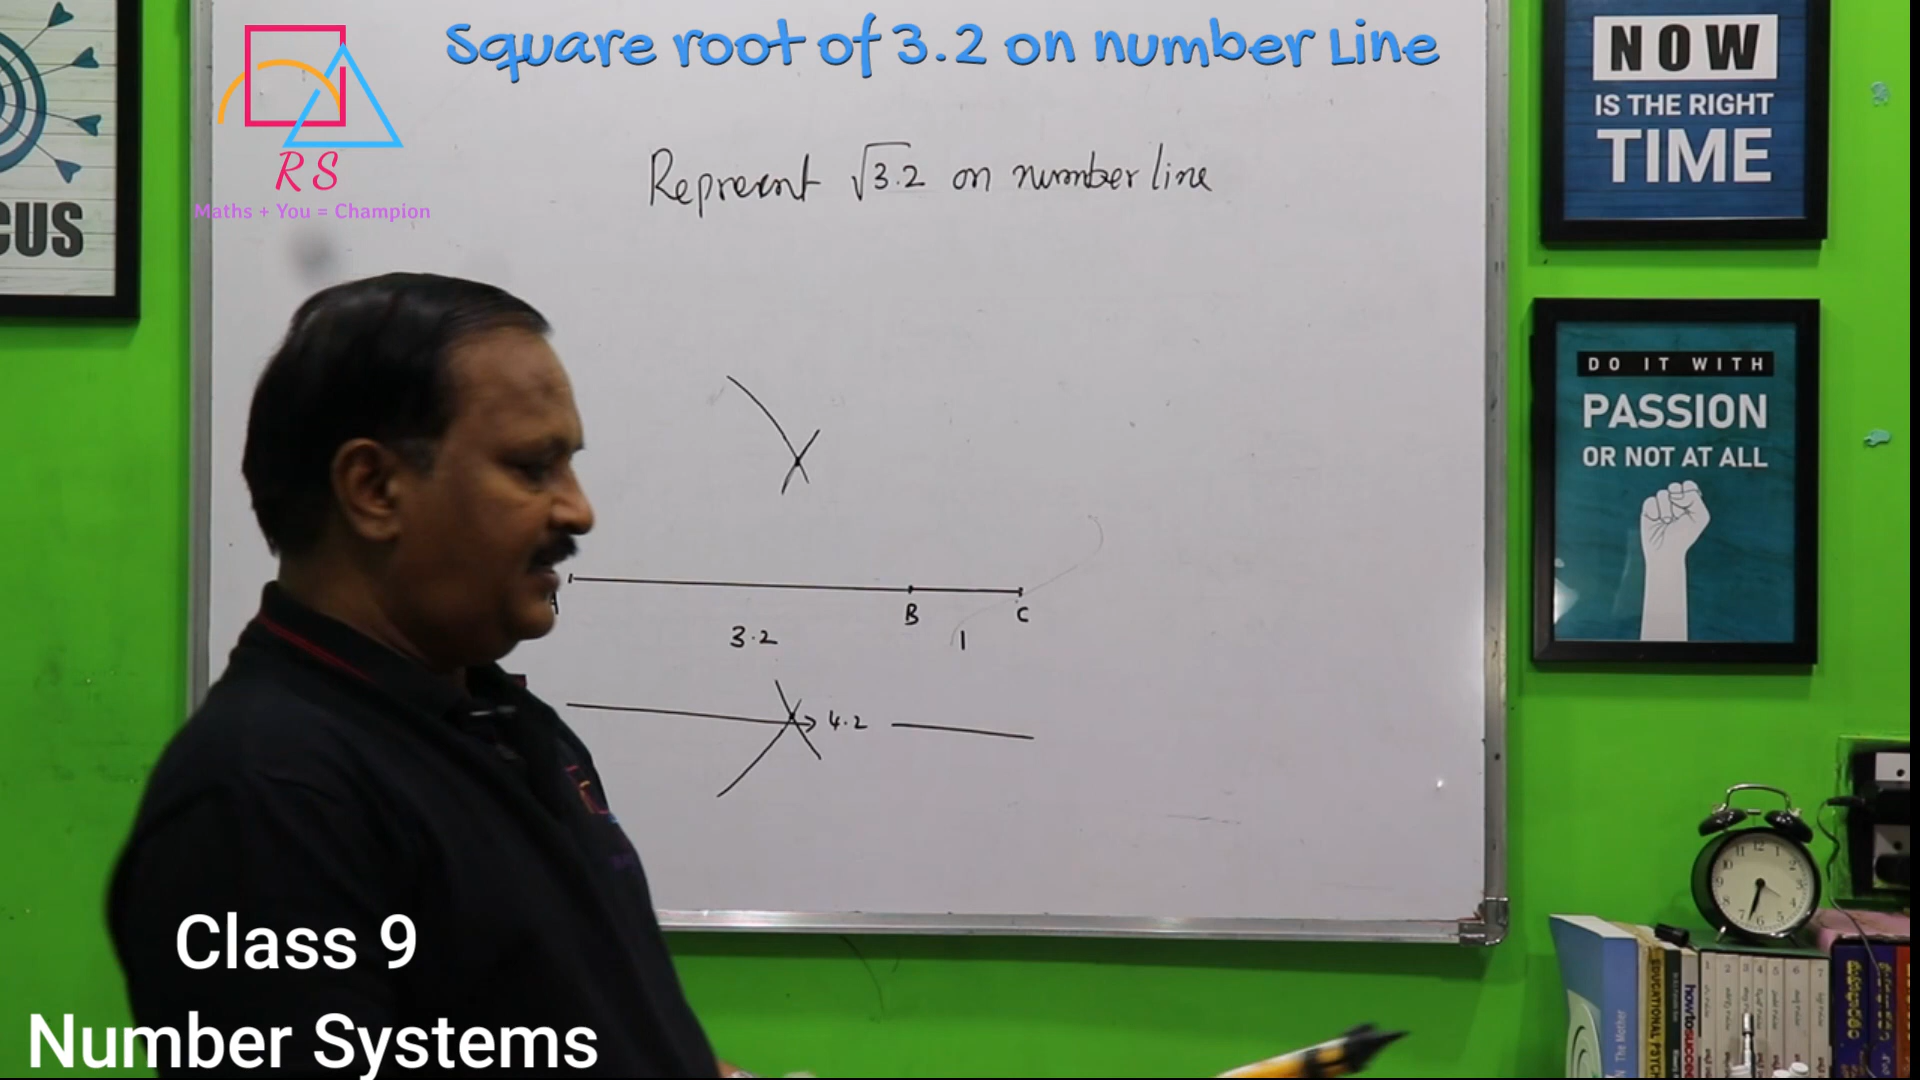 Square root of 3.2 on number Line
RS
Maths + You = Champion
CUS
NOW
IS THE RIGHT
TIME
Represent √3.2 on number line
DO IT WITH
PASSION
OR NOT AT ALL
A
B
C
3.2
1
4.2
Class 9
Number Systems
The Mother